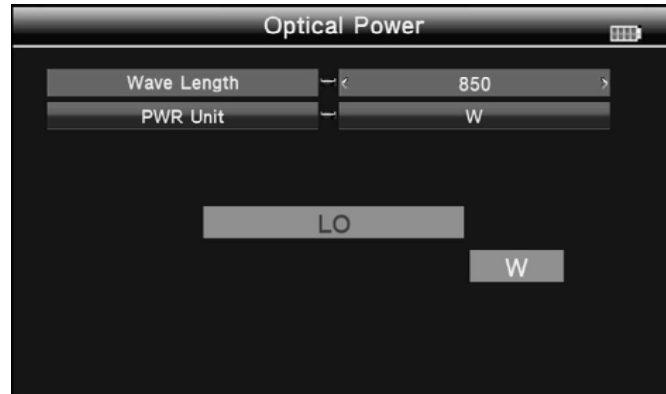 Optical Power
Wave Length < 850 >
PWR Unit W
LO
W